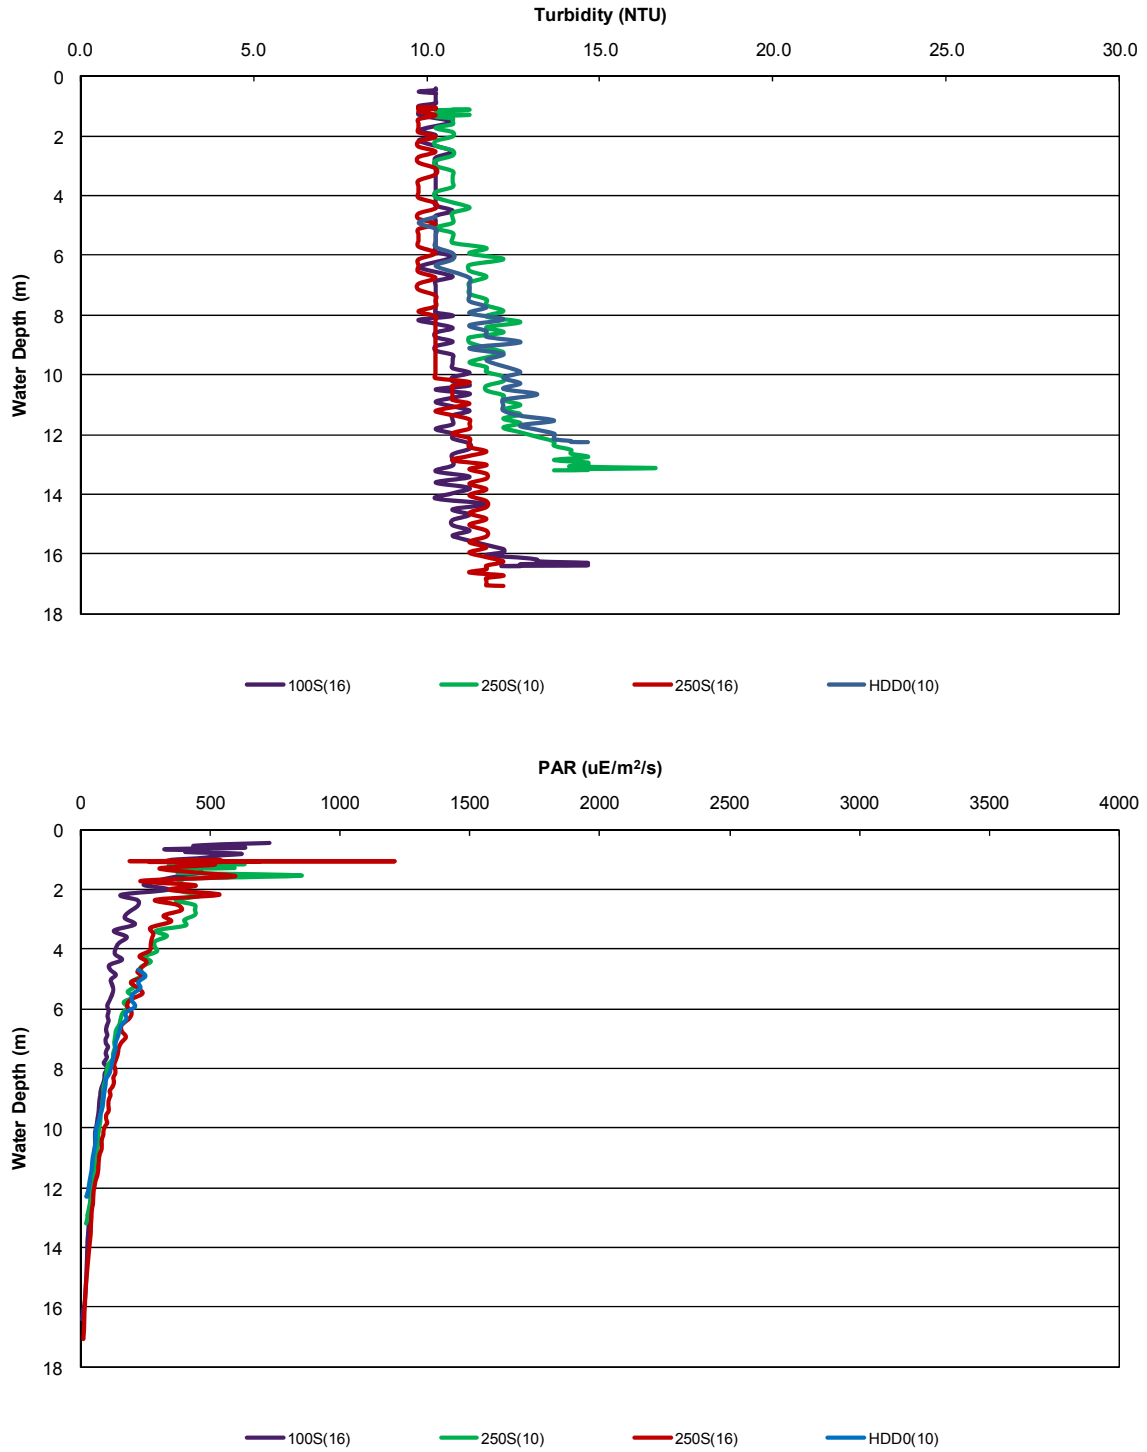 Turbidity (NTU)
0.0 5.0 10.0 15.0 20.0 25.0 30.0
0
2
4
6
8
10
12
14
16
18
Water Depth (m)
100S(16) 250S(10) 250S(16) HDD0(10)
PAR (uE/m²/s)
0 500 1000 1500 2000 2500 3000 3500 4000
0
2
4
6
8
10
12
14
16
18
Water Depth (m)
100S(16) 250S(10) 250S(16) HDD0(10)